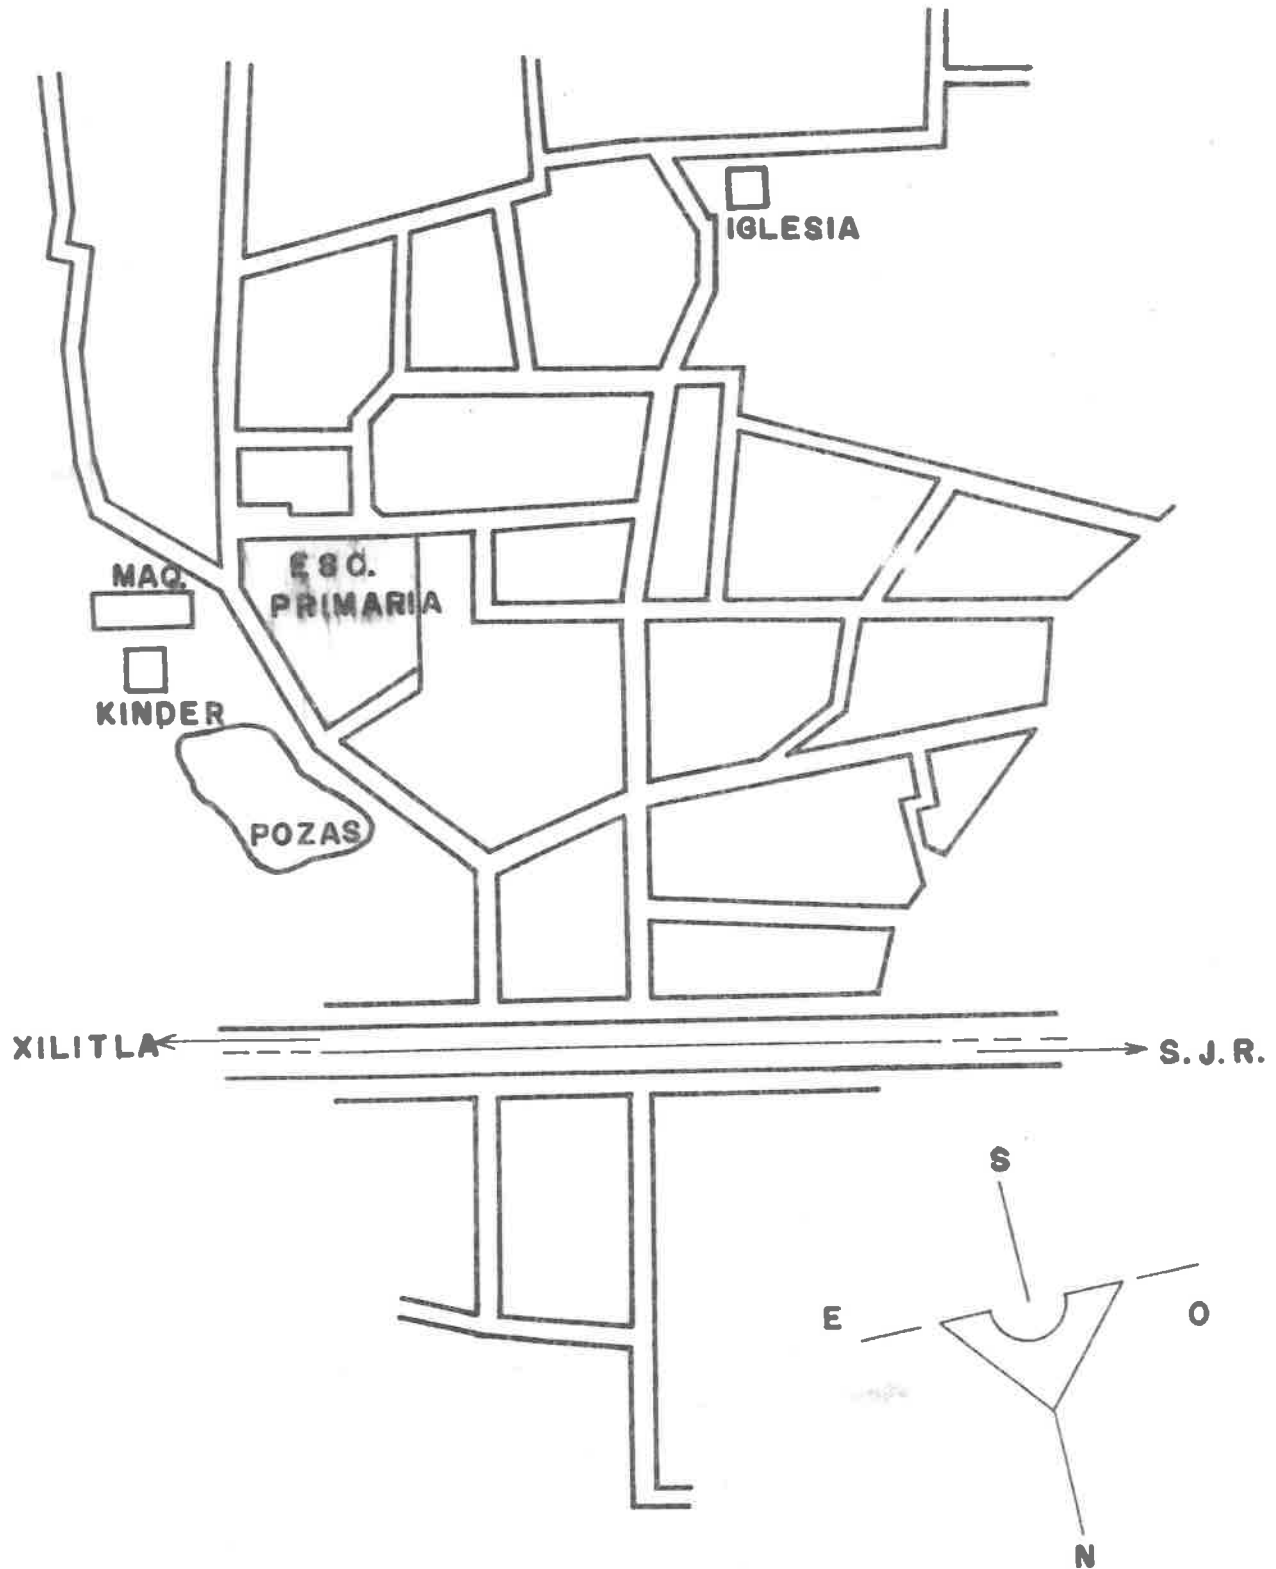 IGLESIA
ESC.
PRIMARIA
MAQ.
KINDER
POZAS
XILITLA
S.J.R.
S
E
O
N